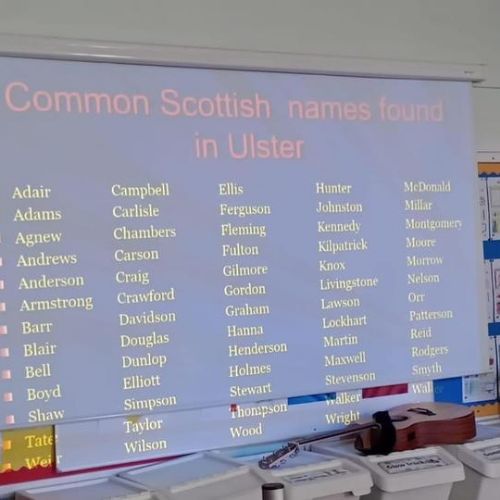 Common Scottish names found
in Ulster
Adair
Adams
Agnew
Andrews
Anderson
Armstrong
Barr
Blair
Bell
Boyd
Shaw
Tate
Weir
Campbell
Carlisle
Chambers
Carson
Craig
Crawford
Davidson
Douglas
Dunlop
Elliott
Simpson
Taylor
Wilson
Ellis
Ferguson
Fleming
Fulton
Gilmore
Gordon
Graham
Hanna
Henderson
Holmes
Stewart
Thompson
Wood
Hunter
Johnston
Kennedy
Kilpatrick
Knox
Livingstone
Lawson
Lockhart
Martin
Maxwell
Stevenson
Walker
Wright
McDonald
Millar
Montgomery
Moore
Morrow
Nelson
Orr
Patterson
Reid
Rodgers
Smyth